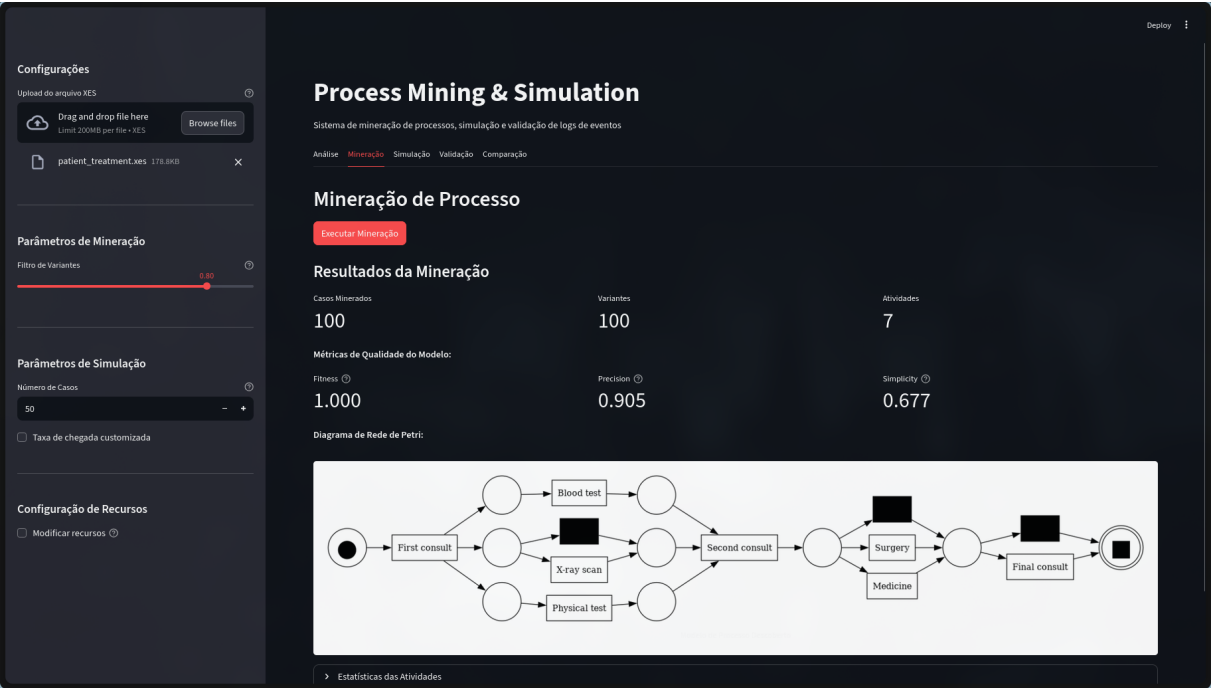 Deploy
Configurações
Upload do arquivo XES
Drag and drop file here
Limit 200MB per file • XES
Browse files
patient_treatment.xes 178.8KB
Parâmetros de Mineração
Filtro de Variantes
0.80
Parâmetros de Simulação
Número de Casos
50
Taxa de chegada customizada
Configuração de Recursos
Modificar recursos
Process Mining & Simulation
Sistema de mineração de processos, simulação e validação de logs de eventos
Análise Mineração Simulação Validação Comparação
Mineração de Processo
Executar Mineração
Resultados da Mineração
Casos Minerados Variantes Atividades
100 100 7
Métricas de Qualidade do Modelo:
Fitness Precision Simplicity
1.000 0.905 0.677
Diagrama de Rede de Petri:
Blood test
First consult
X-ray scan
Physical test
Second consult
Surgery
Medicine
Final consult
Estatísticas das Atividades